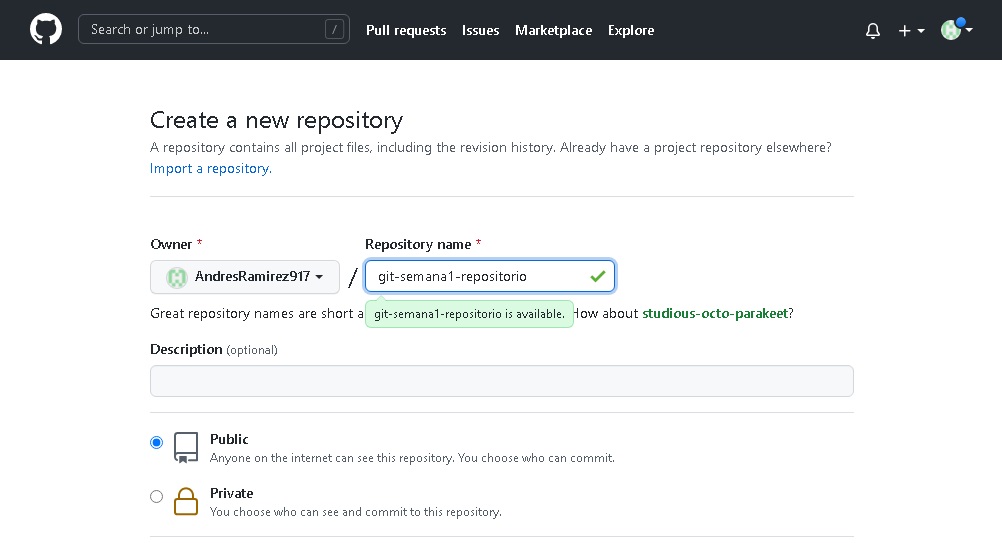 Search or jump to... / Pull requests Issues Marketplace Explore
Create a new repository
A repository contains all project files, including the revision history. Already have a project repository elsewhere?
Import a repository.
Owner * Repository name *
AndresRamirez917 / git-semana1-repositorio
Great repository names are short a git-semana1-repositorio is available. How about studious-octo-parakeet?
Description (optional)
Public
Anyone on the internet can see this repository. You choose who can commit.
Private
You choose who can see and commit to this repository.